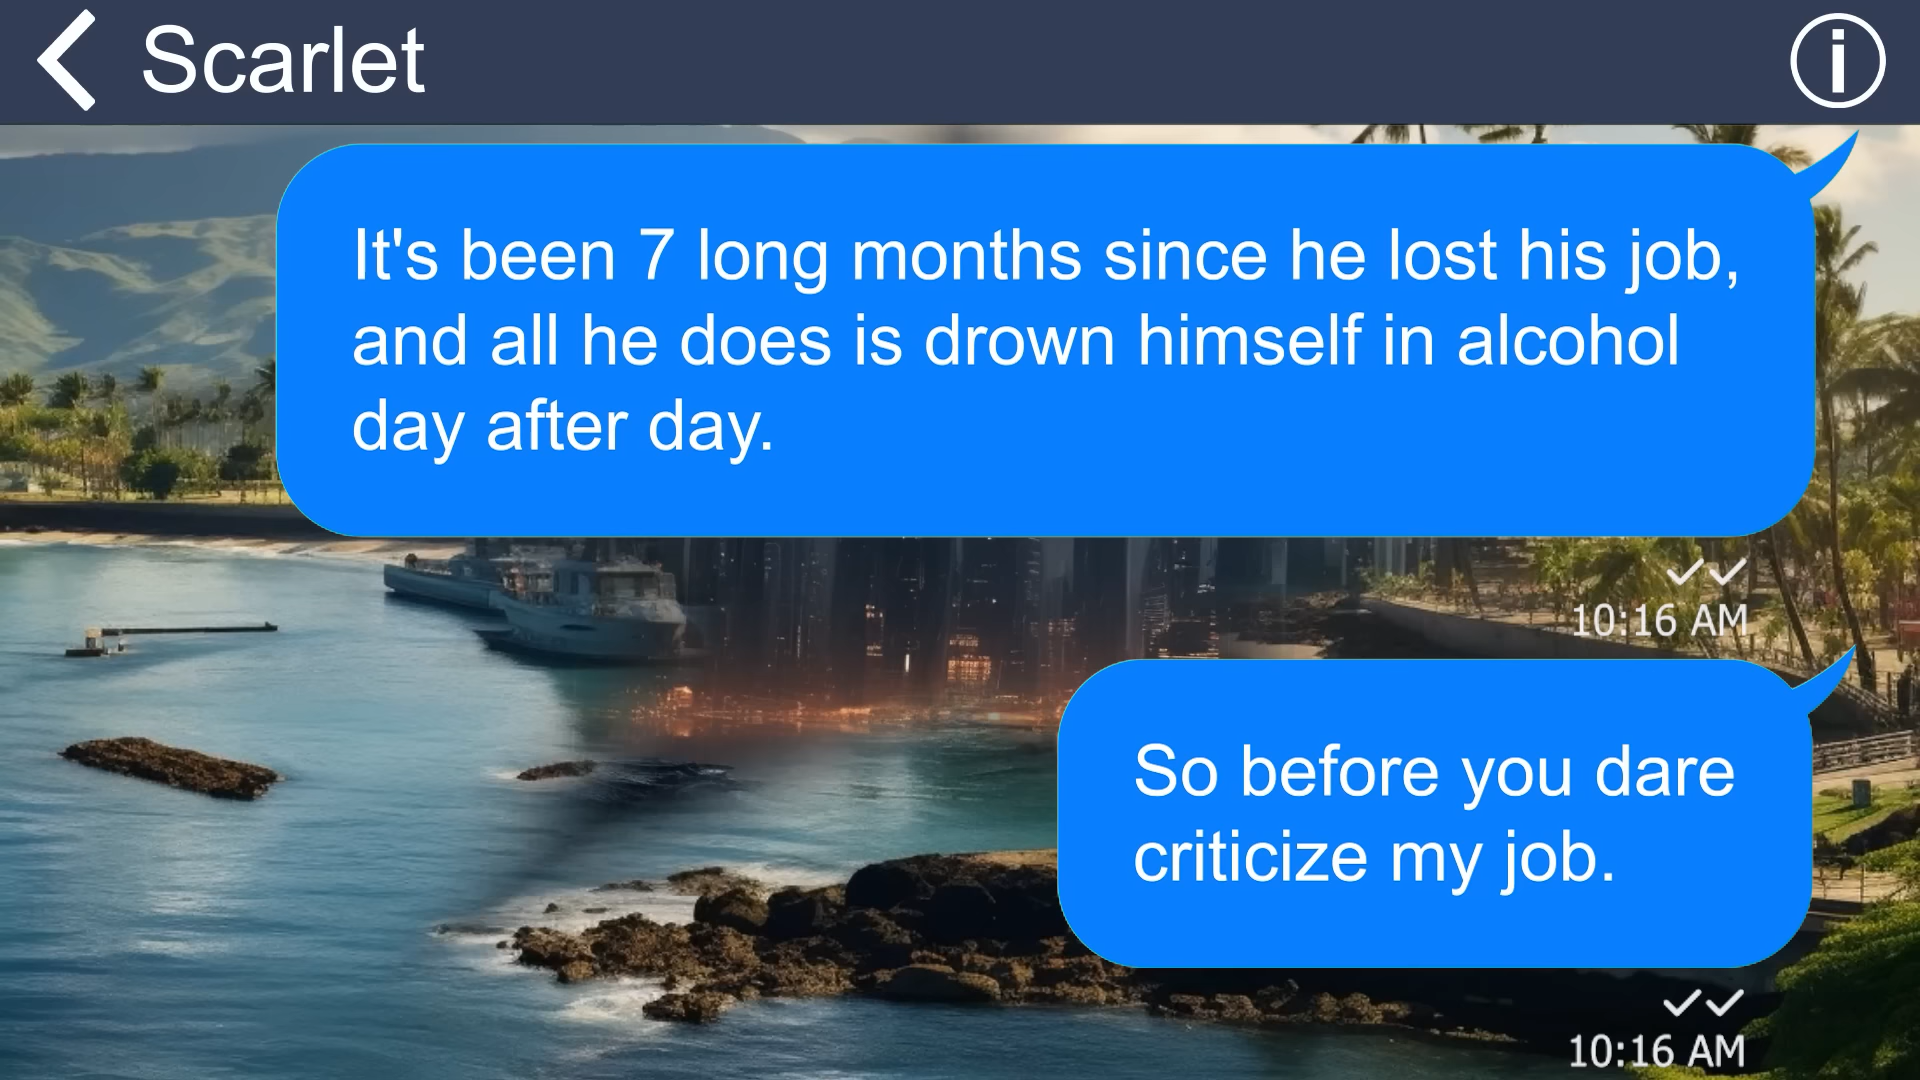 Scarlet
It's been 7 long months since he lost his job,
and all he does is drown himself in alcohol
day after day.
10:16 AM
So before you dare
criticize my job.
10:16 AM